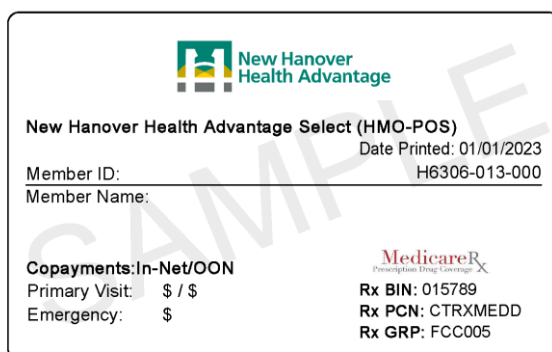 New Hanover
Health Advantage
New Hanover Health Advantage Select (HMO-POS)
Date Printed: 01/01/2023
Member ID: H6306-013-000
Member Name:
SAMPLE
Copayments:In-Net/OON
Primary Visit: $ / $
Emergency: $
MedicareRx
Prescription Drug Coverage
Rx BIN: 015789
Rx PCN: CTRXMEDD
Rx GRP: FCC005